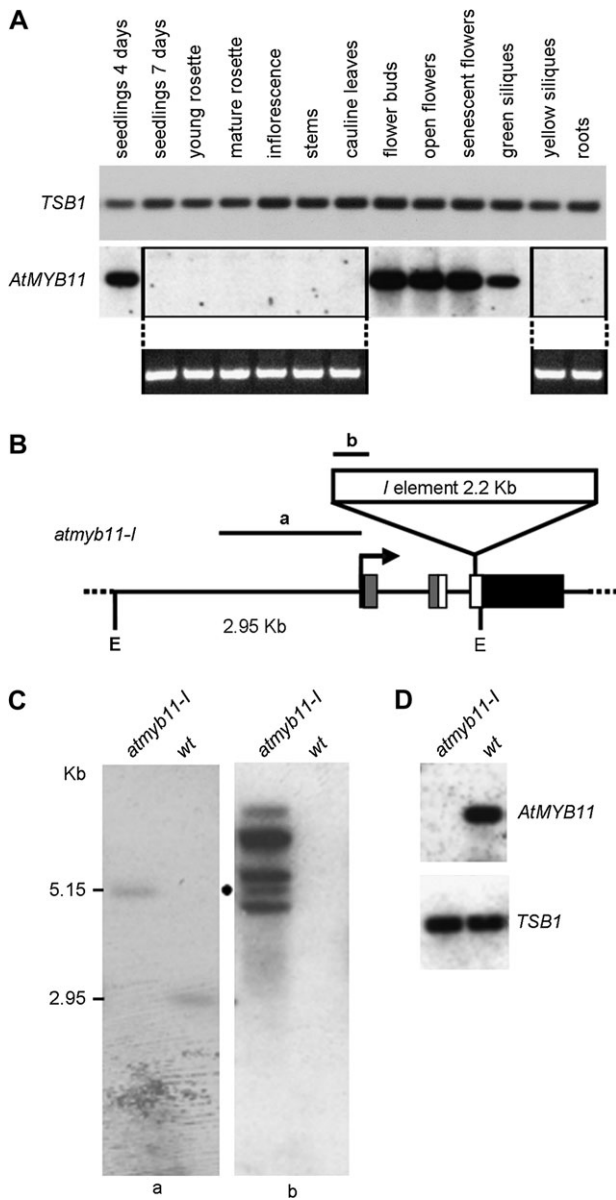 A
seedlings 4 days
seedlings 7 days
young rosette
mature rosette
inflorescence
stems
cauline leaves
flower buds
open flowers
senescent flowers
green siliques
yellow siliques
roots
TSB1
AtMYB11
B
b
I element 2.2 Kb
a
atmyb11-I
2.95 Kb
E
E
C
atmyb11-I
wt
atmyb11-I
wt
Kb
5.15
2.95
a
b
D
atmyb11-I
wt
AtMYB11
TSB1